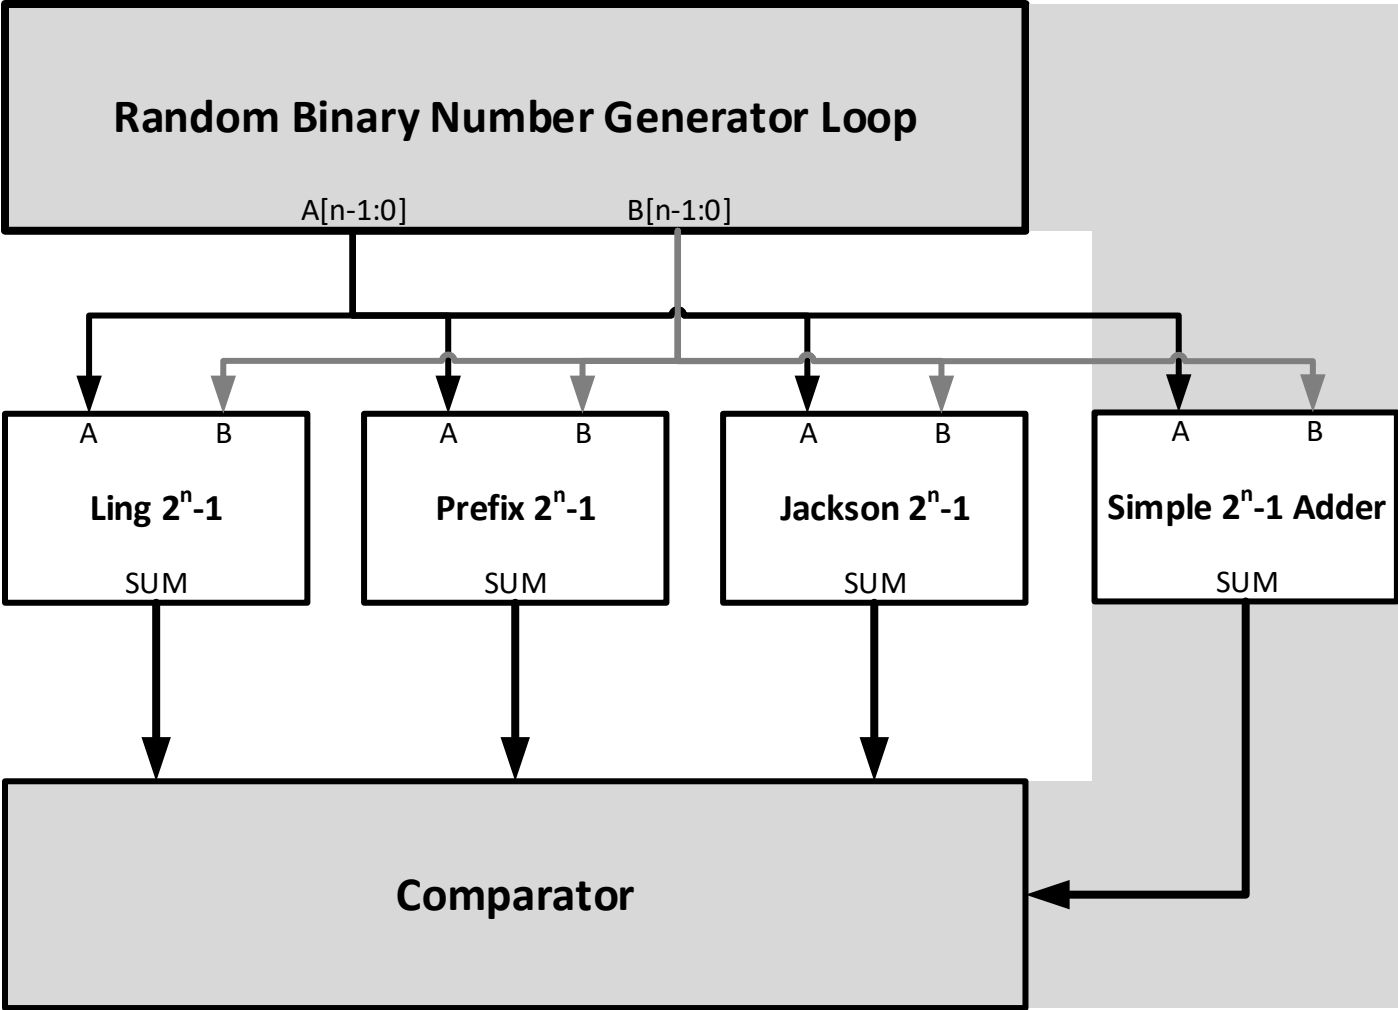 Random Binary Number Generator Loop
A[n-1:0] B[n-1:0]
A B A B A B A B
Ling 2ⁿ-1 Prefix 2ⁿ-1 Jackson 2ⁿ-1 Simple 2ⁿ-1 Adder
SUM SUM SUM SUM
Comparator